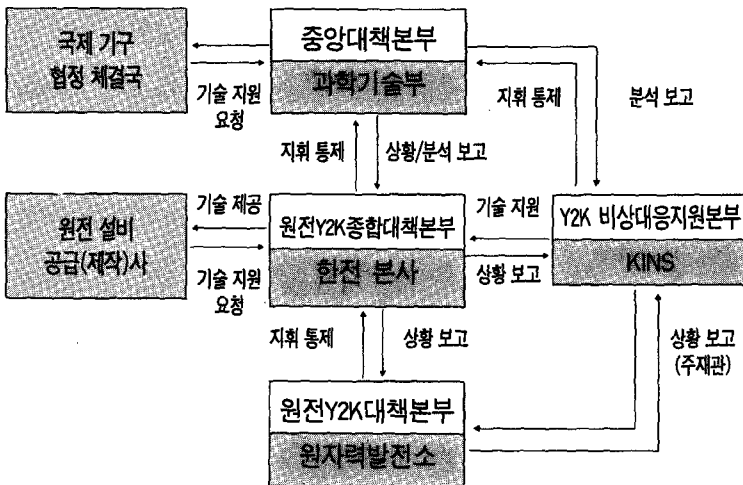 국제 기구
협정 체결국
중앙대책본부
과학기술부
기술 지원
요청
지휘 통제
분석 보고
지휘 통제
상황/분석 보고
원전 설비
공급(제작)사
기술 제공
기술 지원
요청
원전Y2K종합대책본부
한전 본사
기술 지원
상황 보고
Y2K 비상대응지원본부
KINS
지휘 통제
상황 보고
상황 보고
(주재관)
원전Y2K대책본부
원자력발전소